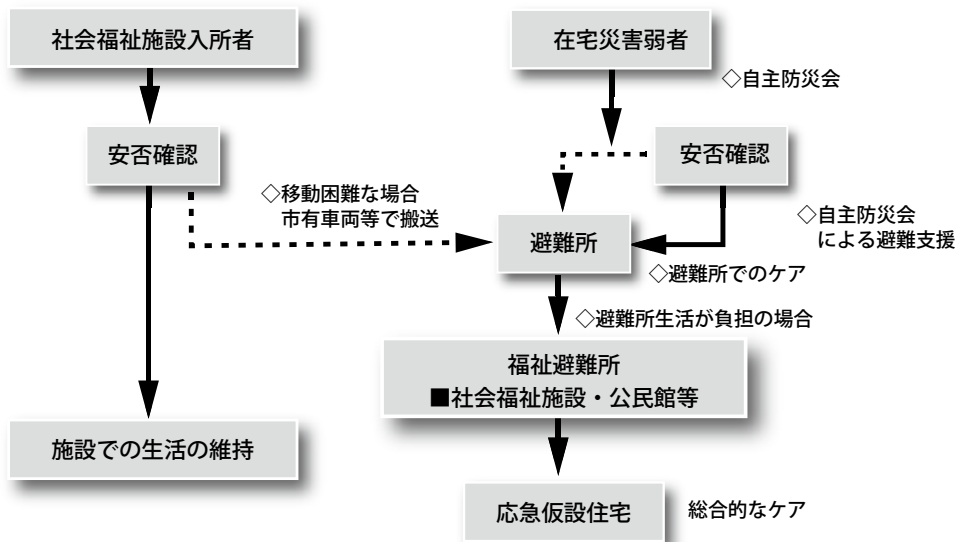 社会福祉施設入所者
在宅災害弱者
◇自主防災会
安否確認
安否確認
◇移動困難な場合
市有車両等で搬送
◇自主防災会
による避難支援
避難所
◇避難所でのケア
◇避難所生活が負担の場合
福祉避難所
■社会福祉施設・公民館等
施設での生活の維持
応急仮設住宅
総合的なケア